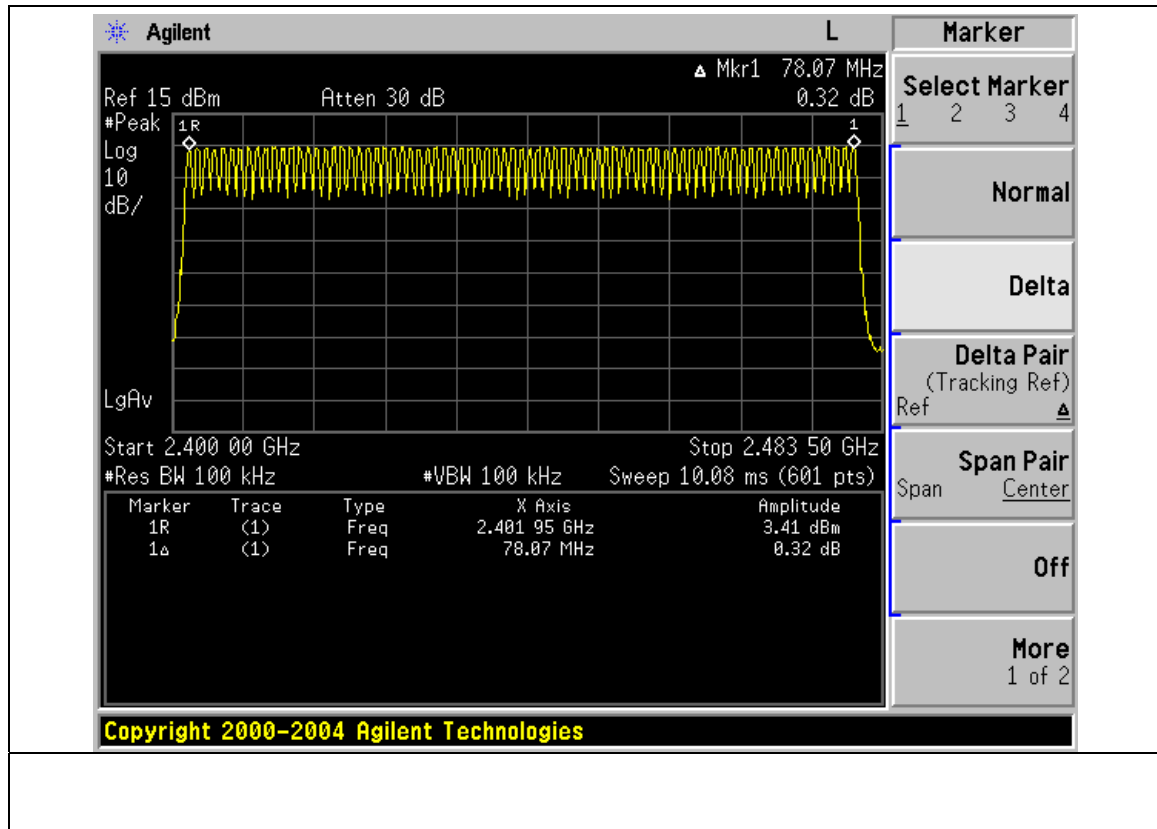 Agilent L Marker
Δ Mkr1 78.07 MHz
Ref 15 dBm Atten 30 dB 0.32 dB
#Peak
Log
10
dB/
1R
1
LgAv
Start 2.400 00 GHz Stop 2.483 50 GHz
#Res BW 100 kHz #VBW 100 kHz Sweep 10.08 ms (601 pts)
Marker Trace Type X Axis Amplitude
1R (1) Freq 2.401 95 GHz 3.41 dBm
1Δ (1) Freq 78.07 MHz 0.32 dB
Select Marker
1 2 3 4
Normal
Delta
Delta Pair
(Tracking Ref)
Ref Δ
Span Pair
Span Center
Off
More
1 of 2
Copyright 2000-2004 Agilent Technologies